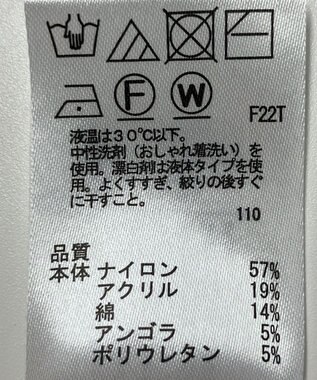 F W F22T
液温は30℃以下。
中性洗剤(おしゃれ着洗い)を
使用。漂白剤は液体タイプを使
用。よくすすぎ、絞りの後すぐ
に干すこと。
110
品質
本体 ナイロン 57%
アクリル 19%
綿 14%
アンゴラ 5%
ポリウレタン 5%